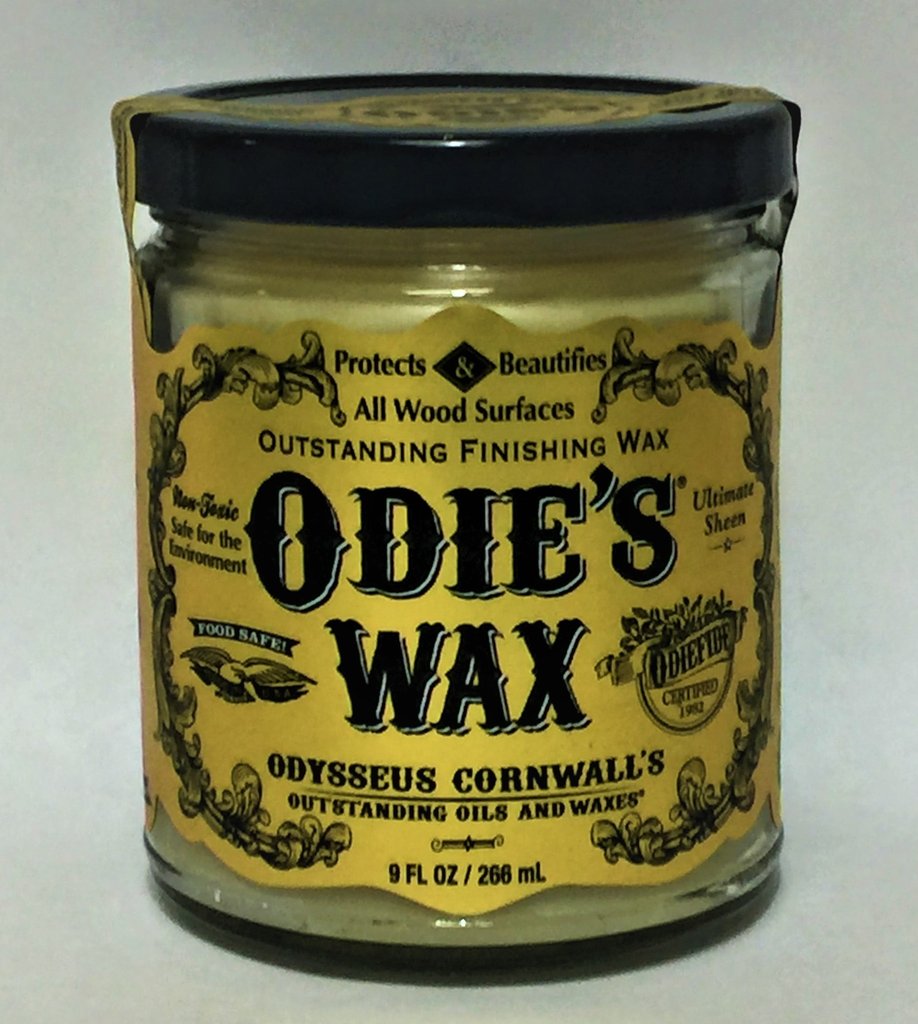 Protects & Beautifies
All Wood Surfaces
OUTSTANDING FINISHING WAX
Non-Toxic
Safe for the
Environment
ODIE'S®
WAX
Ultimate
Sheen
FOOD SAFE!
ODIEFIDE
CERTIFIED
1982
ODYSSEUS CORNWALL'S
OUTSTANDING OILS AND WAXES®
9 FL OZ / 266 mL